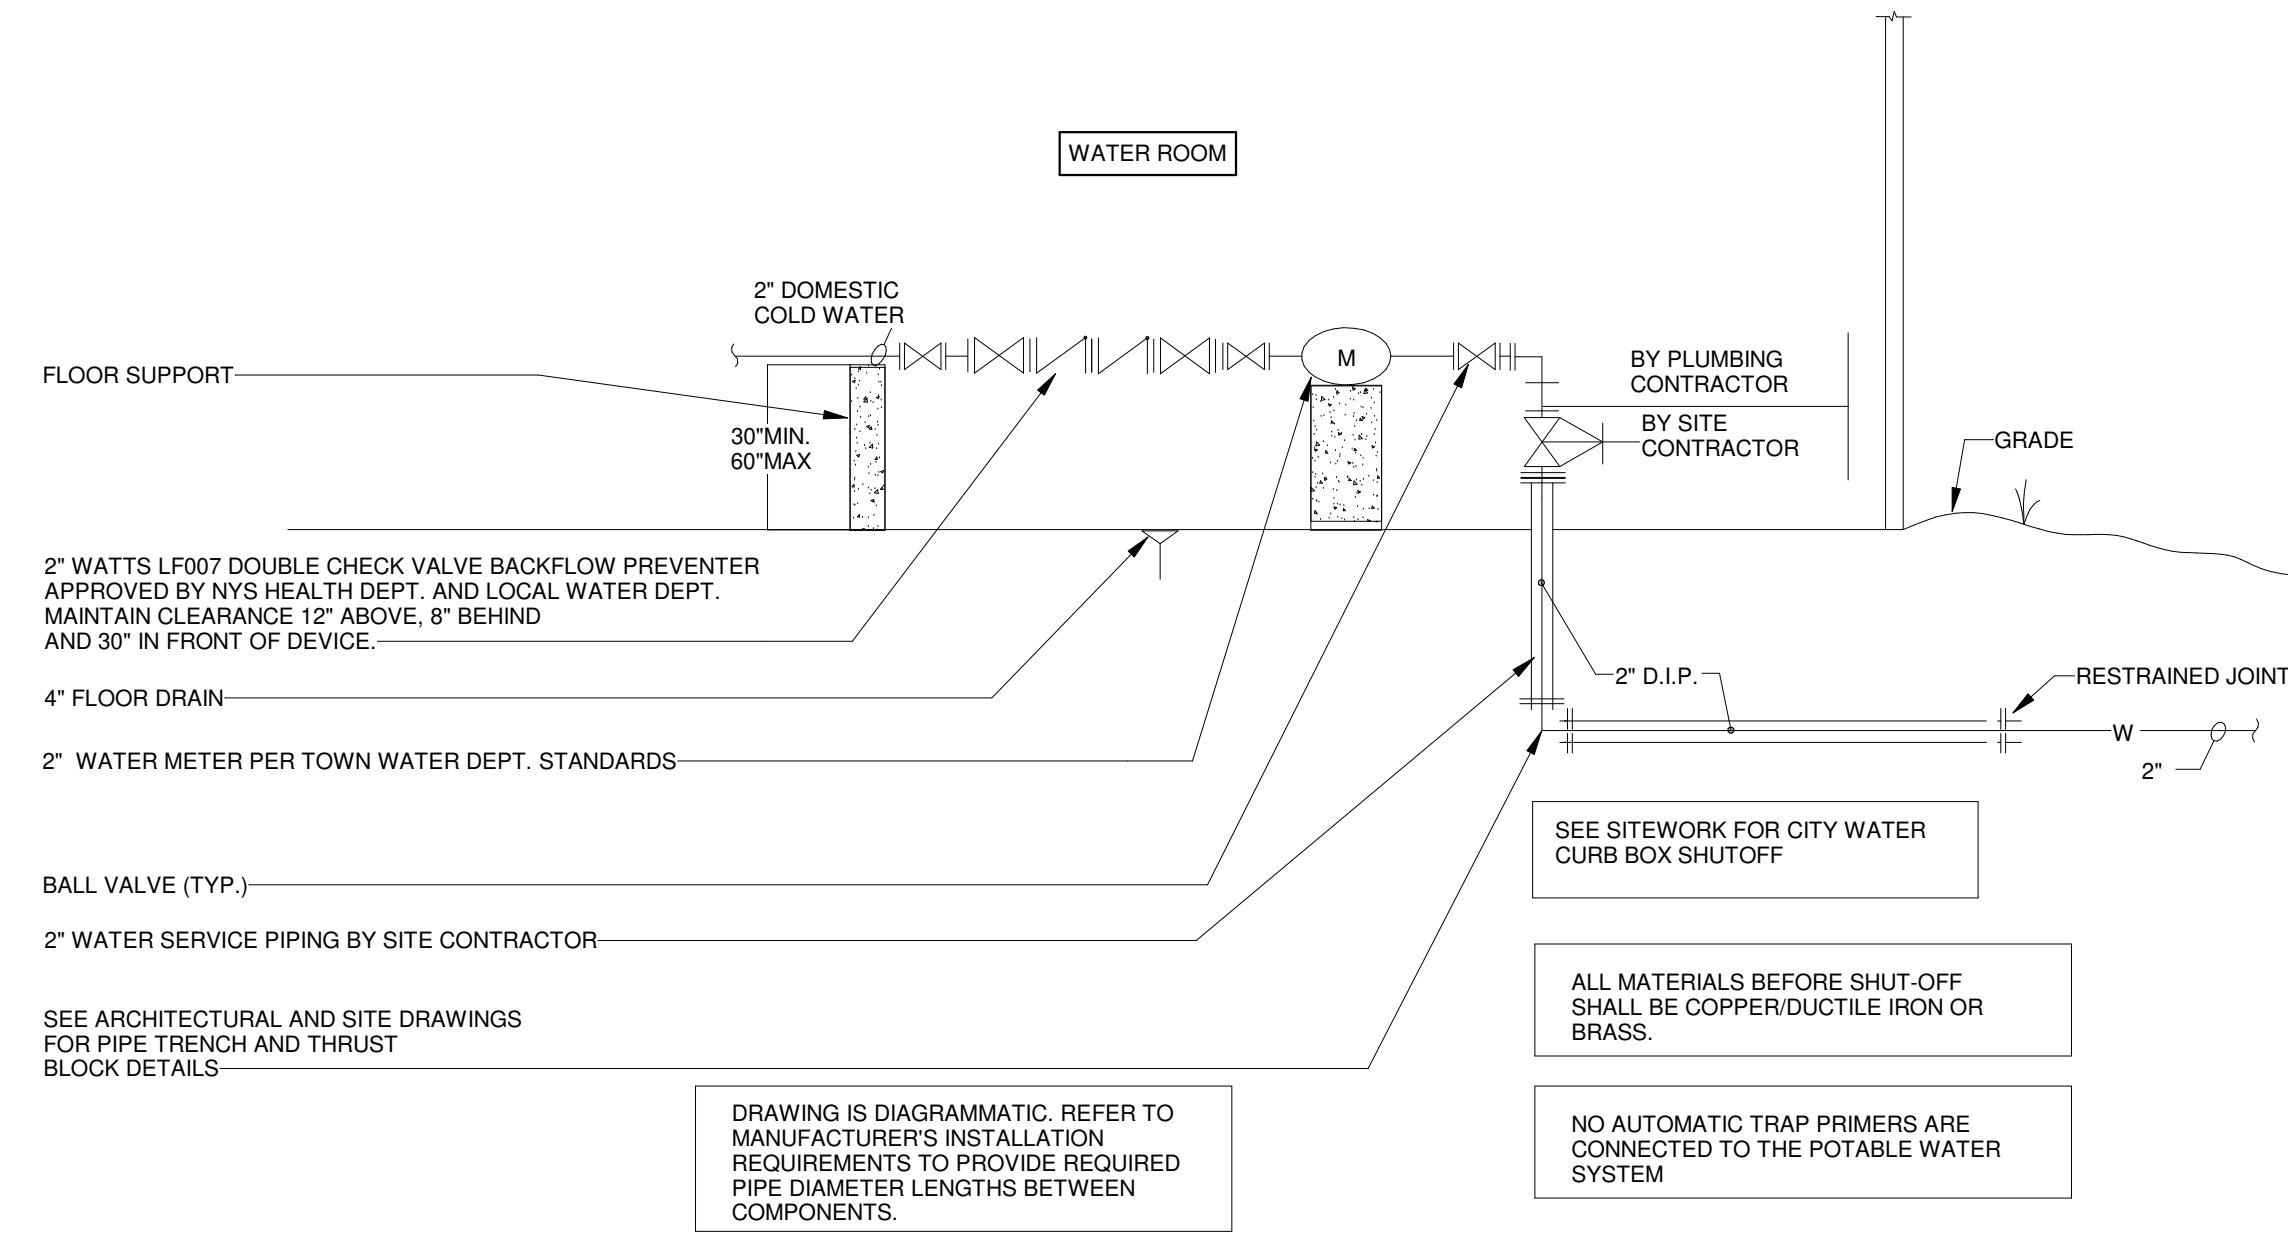 WATER ROOM
2" DOMESTIC
COLD WATER
FLOOR SUPPORT
30"MIN.
60"MAX
M
BY PLUMBING
CONTRACTOR
BY SITE
CONTRACTOR
GRADE
2" WATTS LF007 DOUBLE CHECK VALVE BACKFLOW PREVENTER
APPROVED BY NYS HEALTH DEPT. AND LOCAL WATER DEPT.
MAINTAIN CLEARANCE 12" ABOVE, 8" BEHIND
AND 30" IN FRONT OF DEVICE.
4" FLOOR DRAIN
2" D.I.P.
RESTRAINED JOINT
W
2"
2" WATER METER PER TOWN WATER DEPT. STANDARDS
BALL VALVE (TYP.)
2" WATER SERVICE PIPING BY SITE CONTRACTOR
SEE ARCHITECTURAL AND SITE DRAWINGS
FOR PIPE TRENCH AND THRUST
BLOCK DETAILS
SEE SITEWORK FOR CITY WATER
CURB BOX SHUTOFF
ALL MATERIALS BEFORE SHUT-OFF
SHALL BE COPPER/DUCTILE IRON OR
BRASS.
DRAWING IS DIAGRAMMATIC. REFER TO
MANUFACTURER'S INSTALLATION
REQUIREMENTS TO PROVIDE REQUIRED
PIPE DIAMETER LENGTHS BETWEEN
COMPONENTS.
NO AUTOMATIC TRAP PRIMERS ARE
CONNECTED TO THE POTABLE WATER
SYSTEM